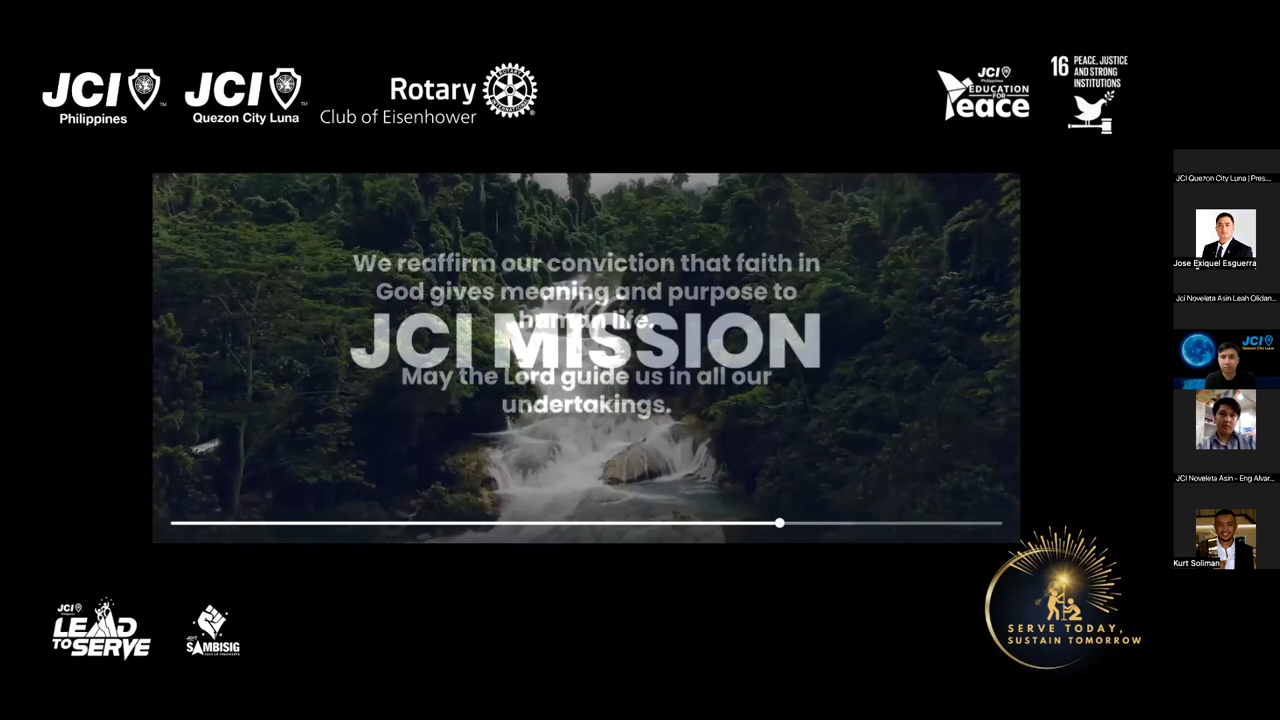 JCI
Philippines
JCI
Quezon City Luna
Rotary
Club of Eisenhower
JCI
Philippines
EDUCATION
FOR
Peace
16 PEACE, JUSTICE
AND STRONG
INSTITUTIONS
We reaffirm our conviction that faith in
God gives meaning and purpose to
human life.
JCI MISSION
May the Lord guide us in all our
undertakings.
JCI Quezon City Luna | Pres...
Jose Exiquel Esguerra
Jci Noveleta Asin Leah Olidan...
JCI
Quezon City Luna
JCI Noveleta Asin - Eng Alvar...
Kurt Soliman
JCI
LEAD
TO SERVE
SAMBISIG
SERVE TODAY,
SUSTAIN TOMORROW